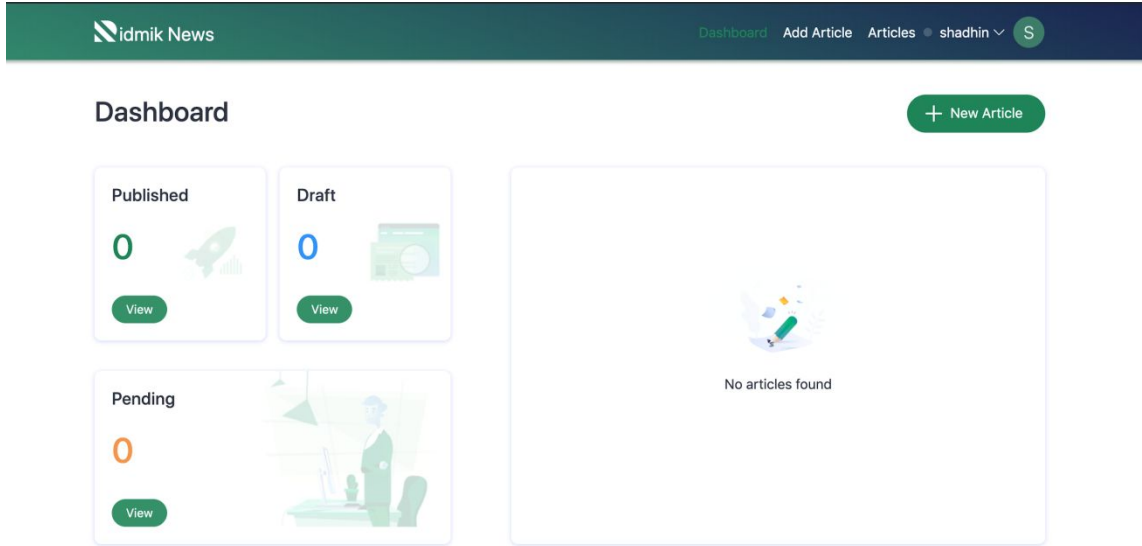 Ridmik News
Dashboard Add Article Articles shadhin S
Dashboard
+ New Article
Published
0
View
Draft
0
View
Pending
0
View
No articles found